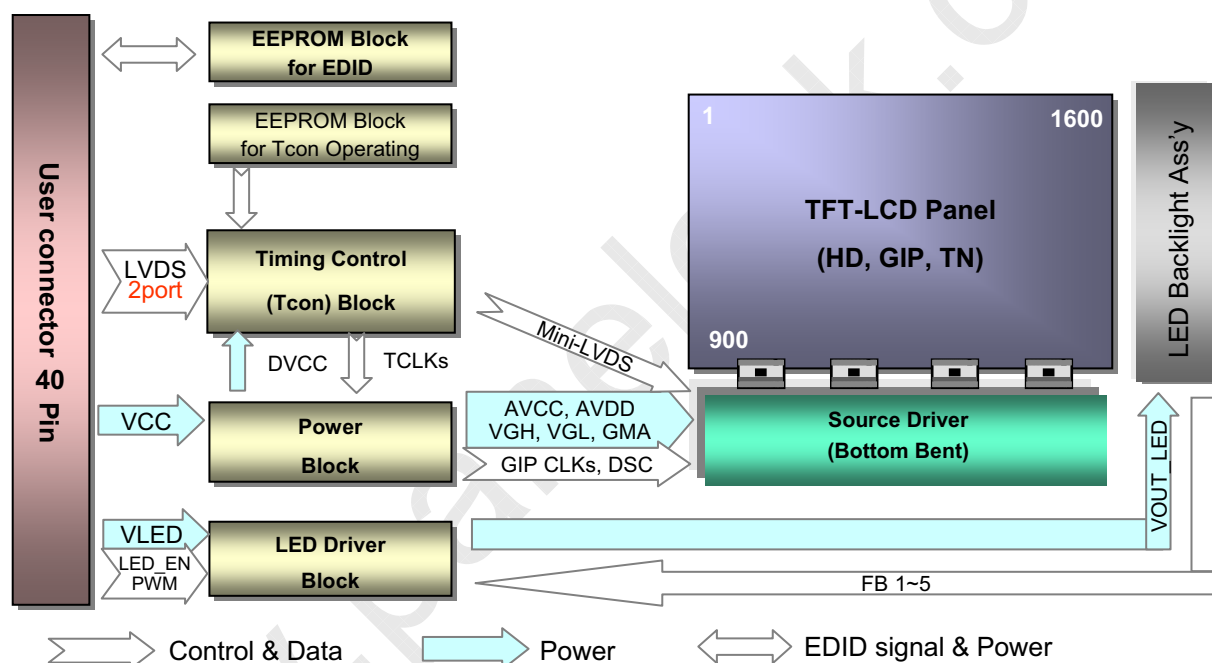 EEPROM Block
for EDID
EEPROM Block
for Tcon Operating
User connector 40 Pin
LVDS
2port
Timing Control
(Tcon) Block
DVCC
TCLKs
Mini-LVDS
1
1600
TFT-LCD Panel
(HD, GIP, TN)
900
LED Backlight Ass'y
VCC
Power
Block
AVCC, AVDD
VGH, VGL, GMA
GIP CLKs, DSC
Source Driver
(Bottom Bent)
VOUT_LED
VLED
LED_EN
PWM
LED Driver
Block
FB 1~5
Control & Data
Power
EDID signal & Power